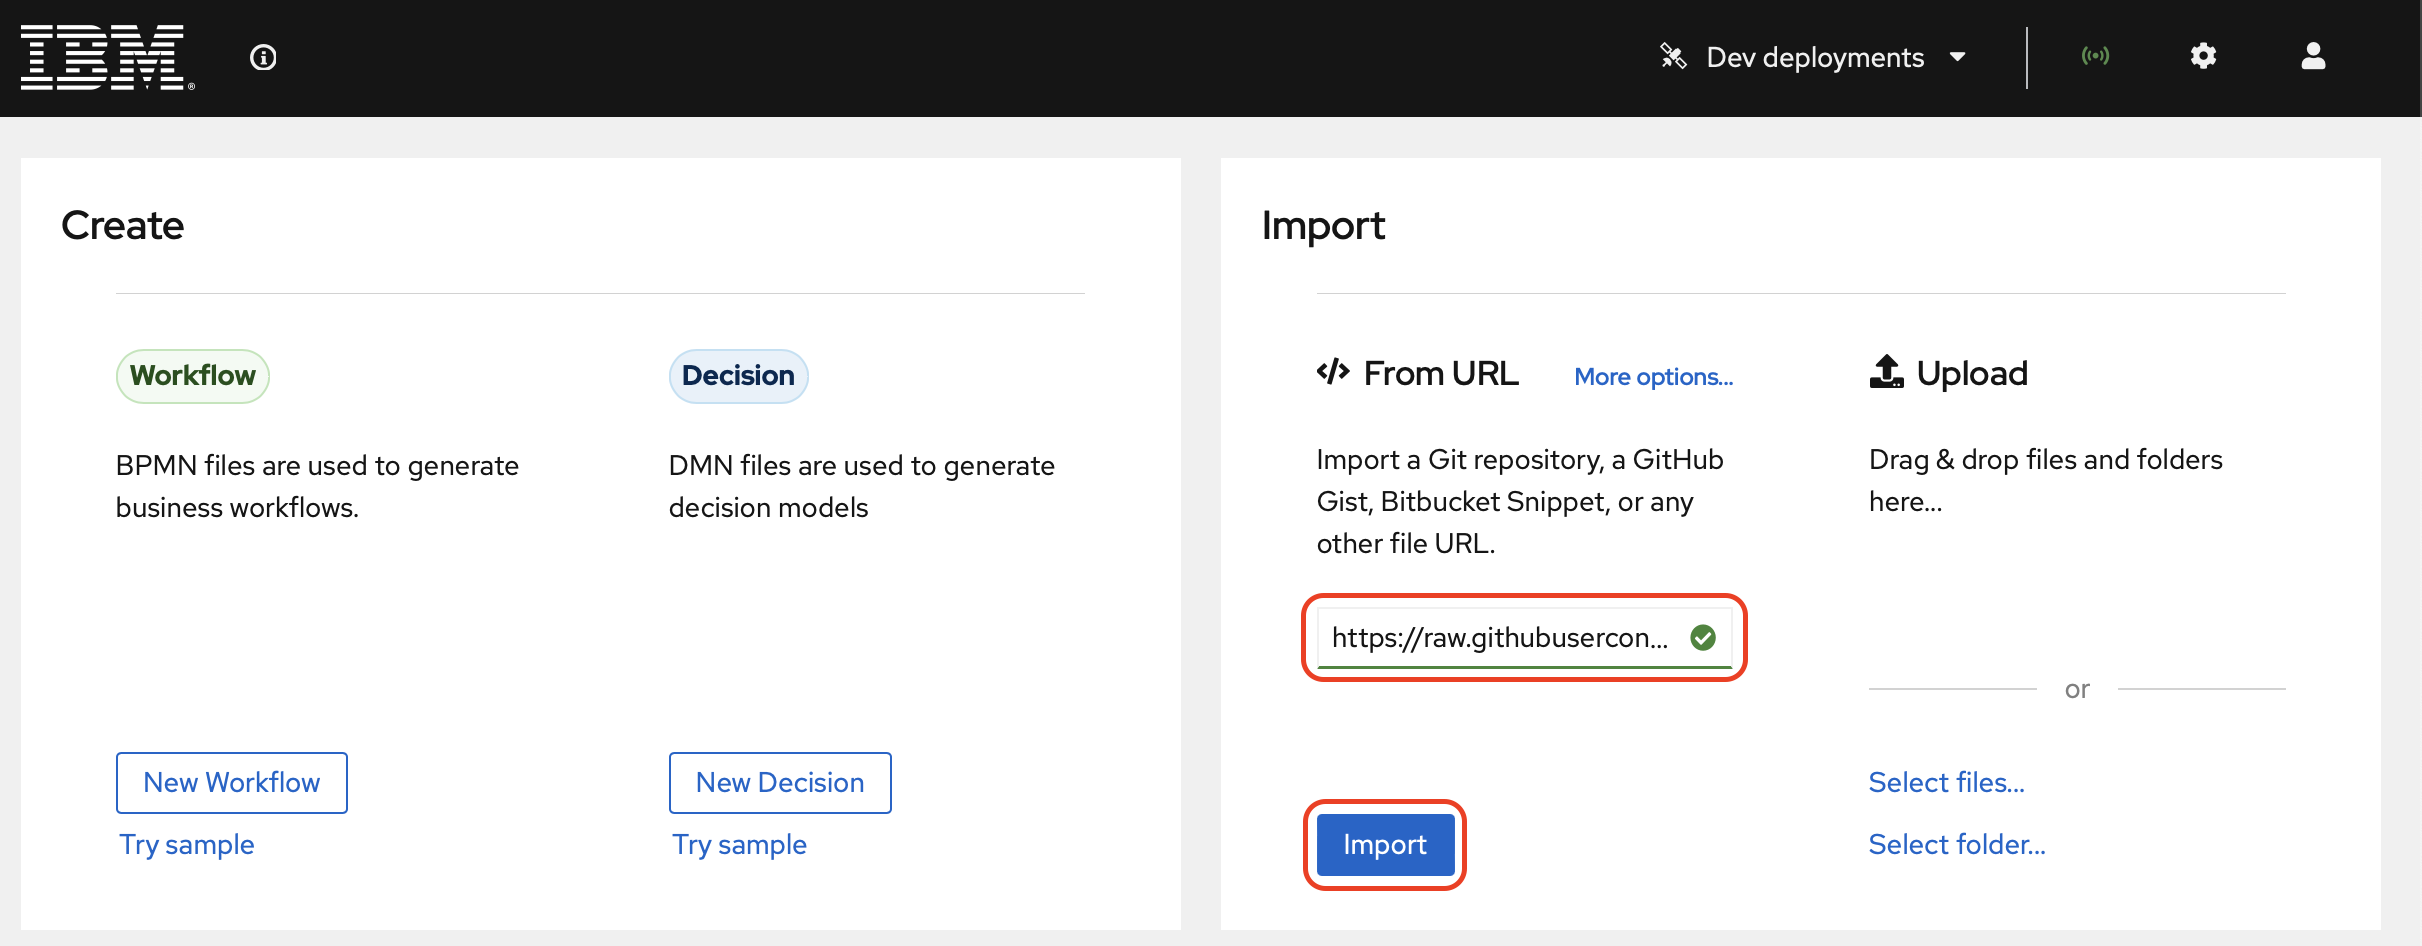 IBM®
Dev deployments
Create
Workflow
BPMN files are used to generate
business workflows.
New Workflow
Try sample
Decision
DMN files are used to generate
decision models
New Decision
Try sample
Import
From URL
More options...
Import a Git repository, a GitHub
Gist, Bitbucket Snippet, or any
other file URL.
https://raw.githubusercon...
Import
Upload
Drag & drop files and folders
here...
or
Select files...
Select folder...